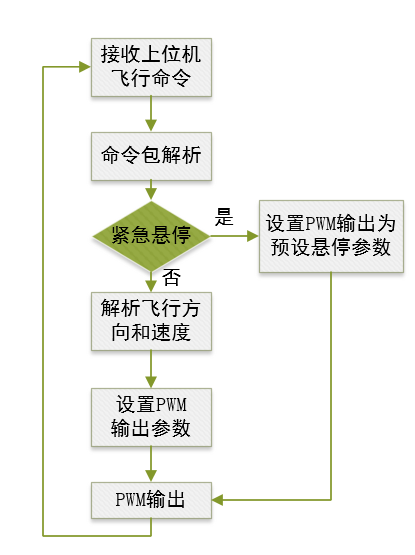 接收上位机
飞行命令
命令包解析
紧急悬停
是
设置PWM输出为
预设悬停参数
否
解析飞行方
向和速度
设置PWM
输出参数
PWM输出